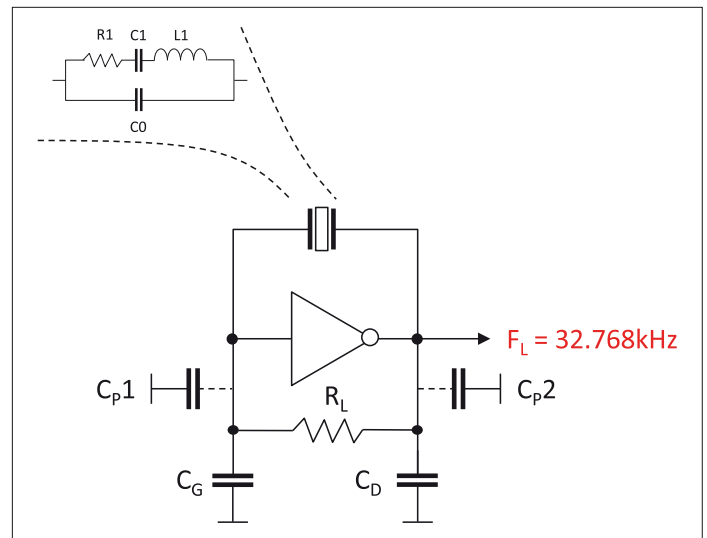 R1 C1 L1
C0
F_L = 32.768kHz
C_P1
R_L
C_P2
C_G
C_D